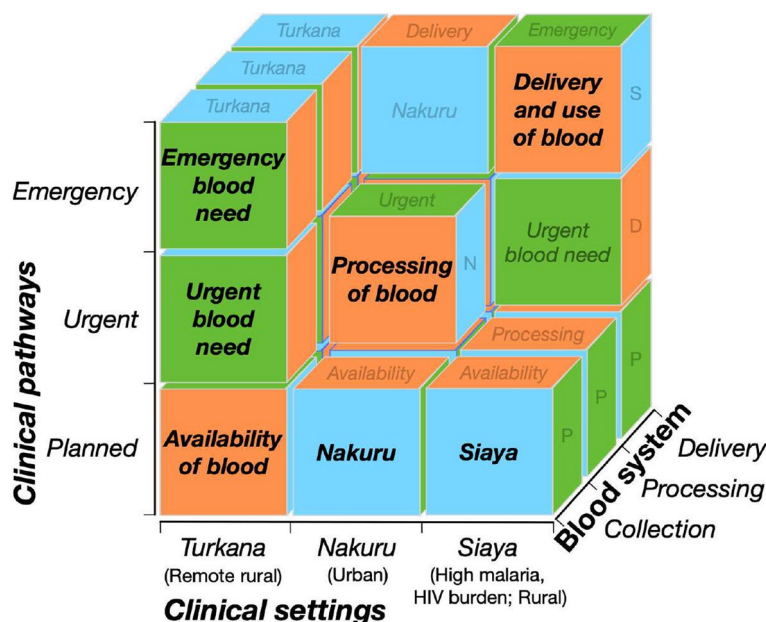 Turkana
Delivery
Emergency
Turkana
Turkana
Nakuru
Delivery
and use
of blood
S
Emergency
Emergency
blood
need
Urgent
Urgent
blood need
D
Processing
of blood
N
Urgent
Urgent
blood
need
Processing
P
Availability
Availability
P
Planned
Availability
of blood
Nakuru
Siaya
P
Clinical pathways
Blood system
Delivery
Processing
Collection
Turkana
(Remote rural)
Nakuru
(Urban)
Siaya
(High malaria,
HIV burden; Rural)
Clinical settings